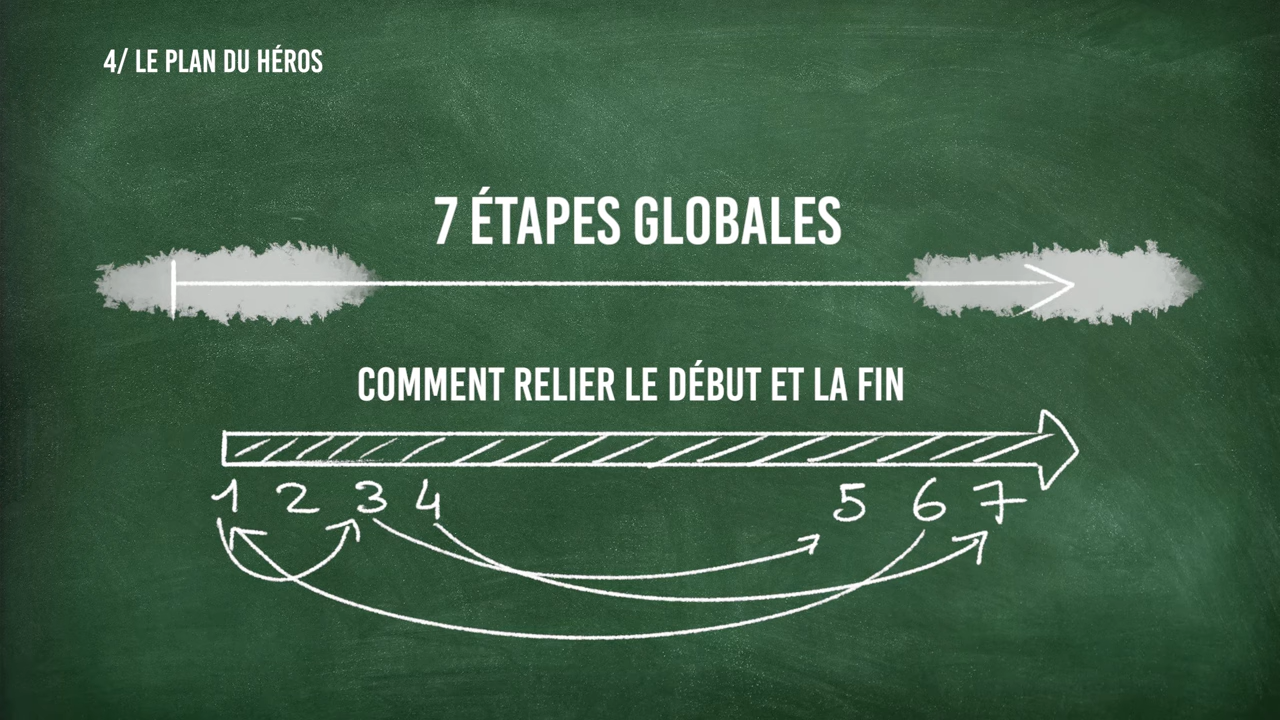 4/ LE PLAN DU HÉROS
7 ÉTAPES GLOBALES
COMMENT RELIER LE DÉBUT ET LA FIN
1 2 3 4 5 6 7